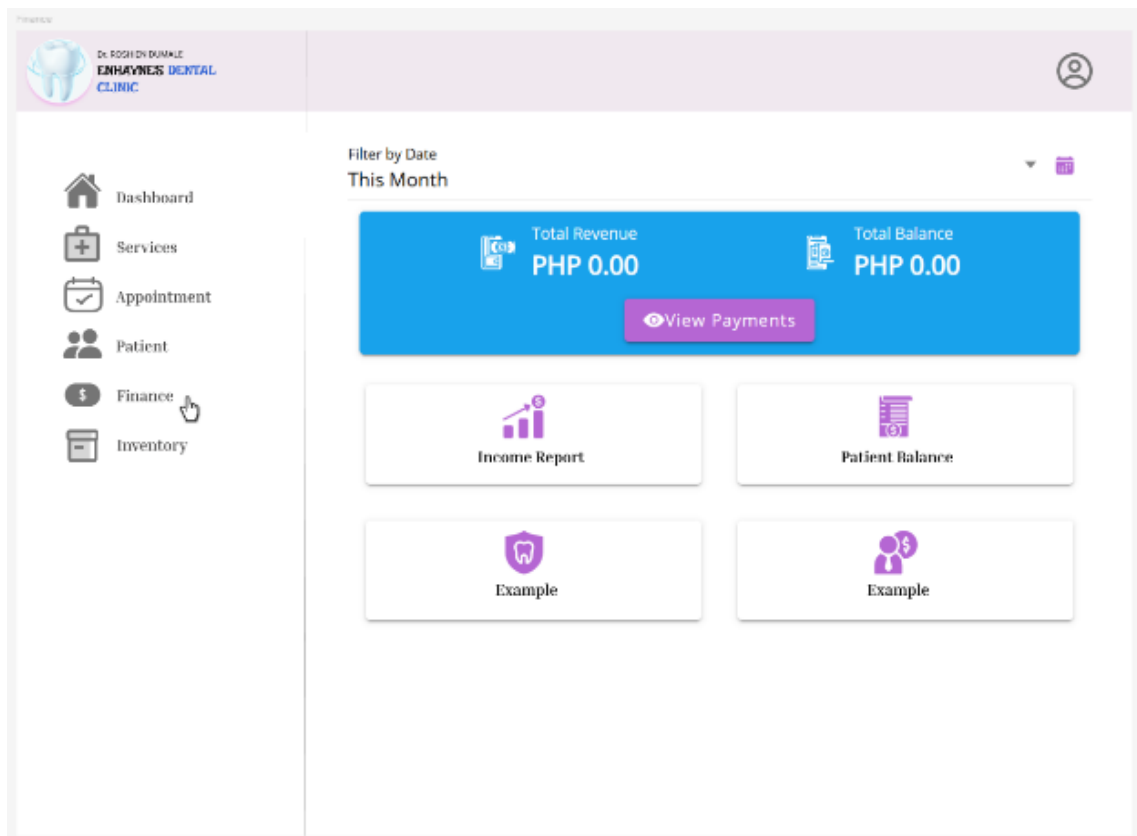 Finance
Dr. ROSHIEN DUMALE
ENHAYNES DENTAL
CLINIC
Filter by Date
This Month
Dashboard
Services
Appointment
Patient
Finance
Inventory
Total Revenue
PHP 0.00
Total Balance
PHP 0.00
View Payments
Income Report
Patient Balance
Example
Example